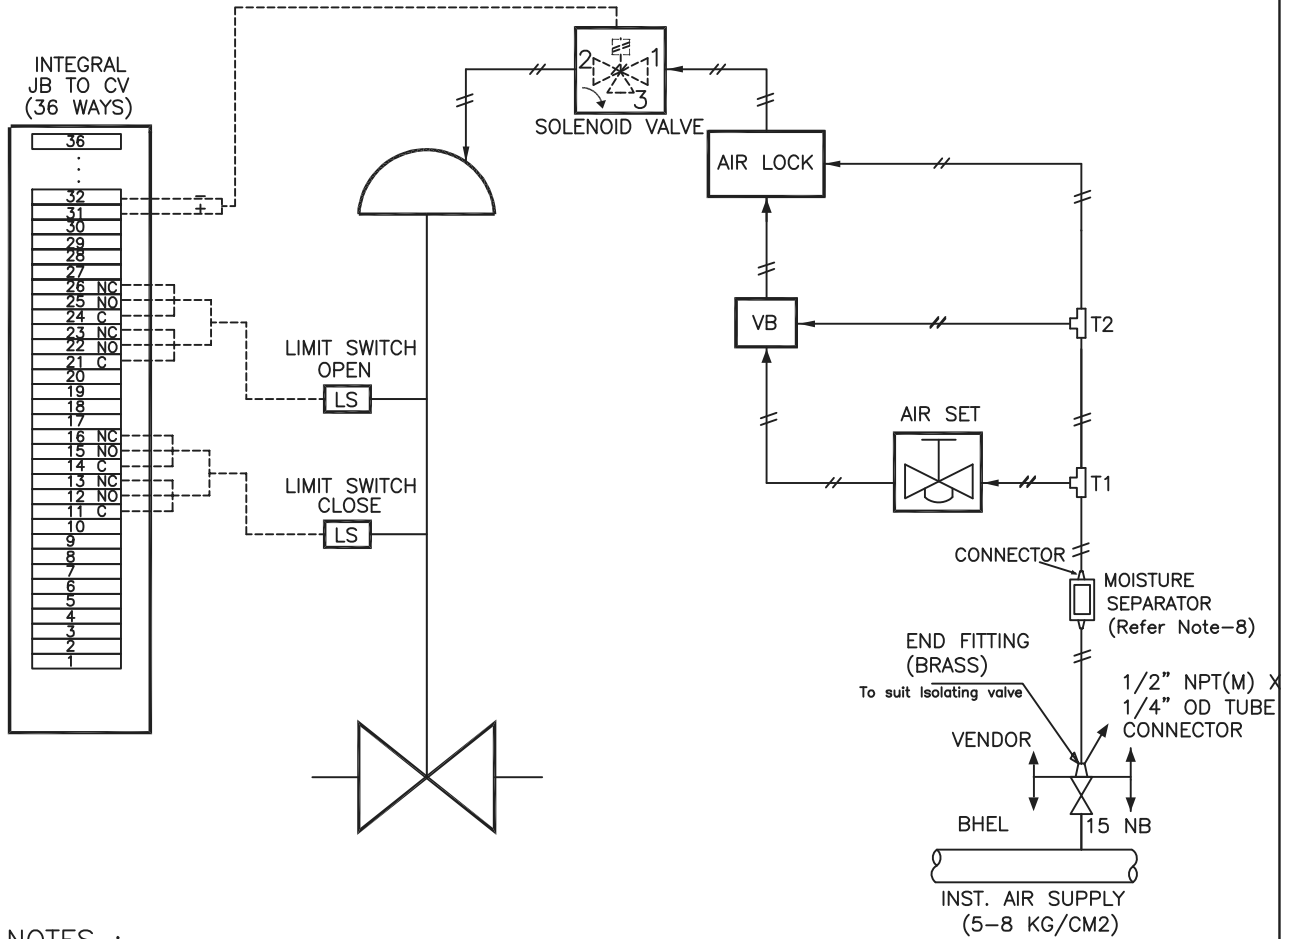 INTEGRAL
JB TO CV
(36 WAYS)
36
32 −
31 +
30
29
28
27
26 NC
25 NO
24 C
23 NC
22 NO
21 C
20
19
18
17
16 NC
15 NO
14 C
13 NC
12 NO
11 C
10
9
8
7
6
5
4
3
2
1
LIMIT SWITCH
OPEN
LS
LIMIT SWITCH
CLOSE
LS
2 1
3
SOLENOID VALVE
AIR LOCK
VB
T2
AIR SET
T1
CONNECTOR
MOISTURE
SEPARATOR
(Refer Note-8)
END FITTING
(BRASS)
To suit Isolating valve
1/2" NPT(M) X
1/4" OD TUBE
CONNECTOR
VENDOR
BHEL
15 NB
INST. AIR SUPPLY
(5-8 KG/CM2)
NOTES :